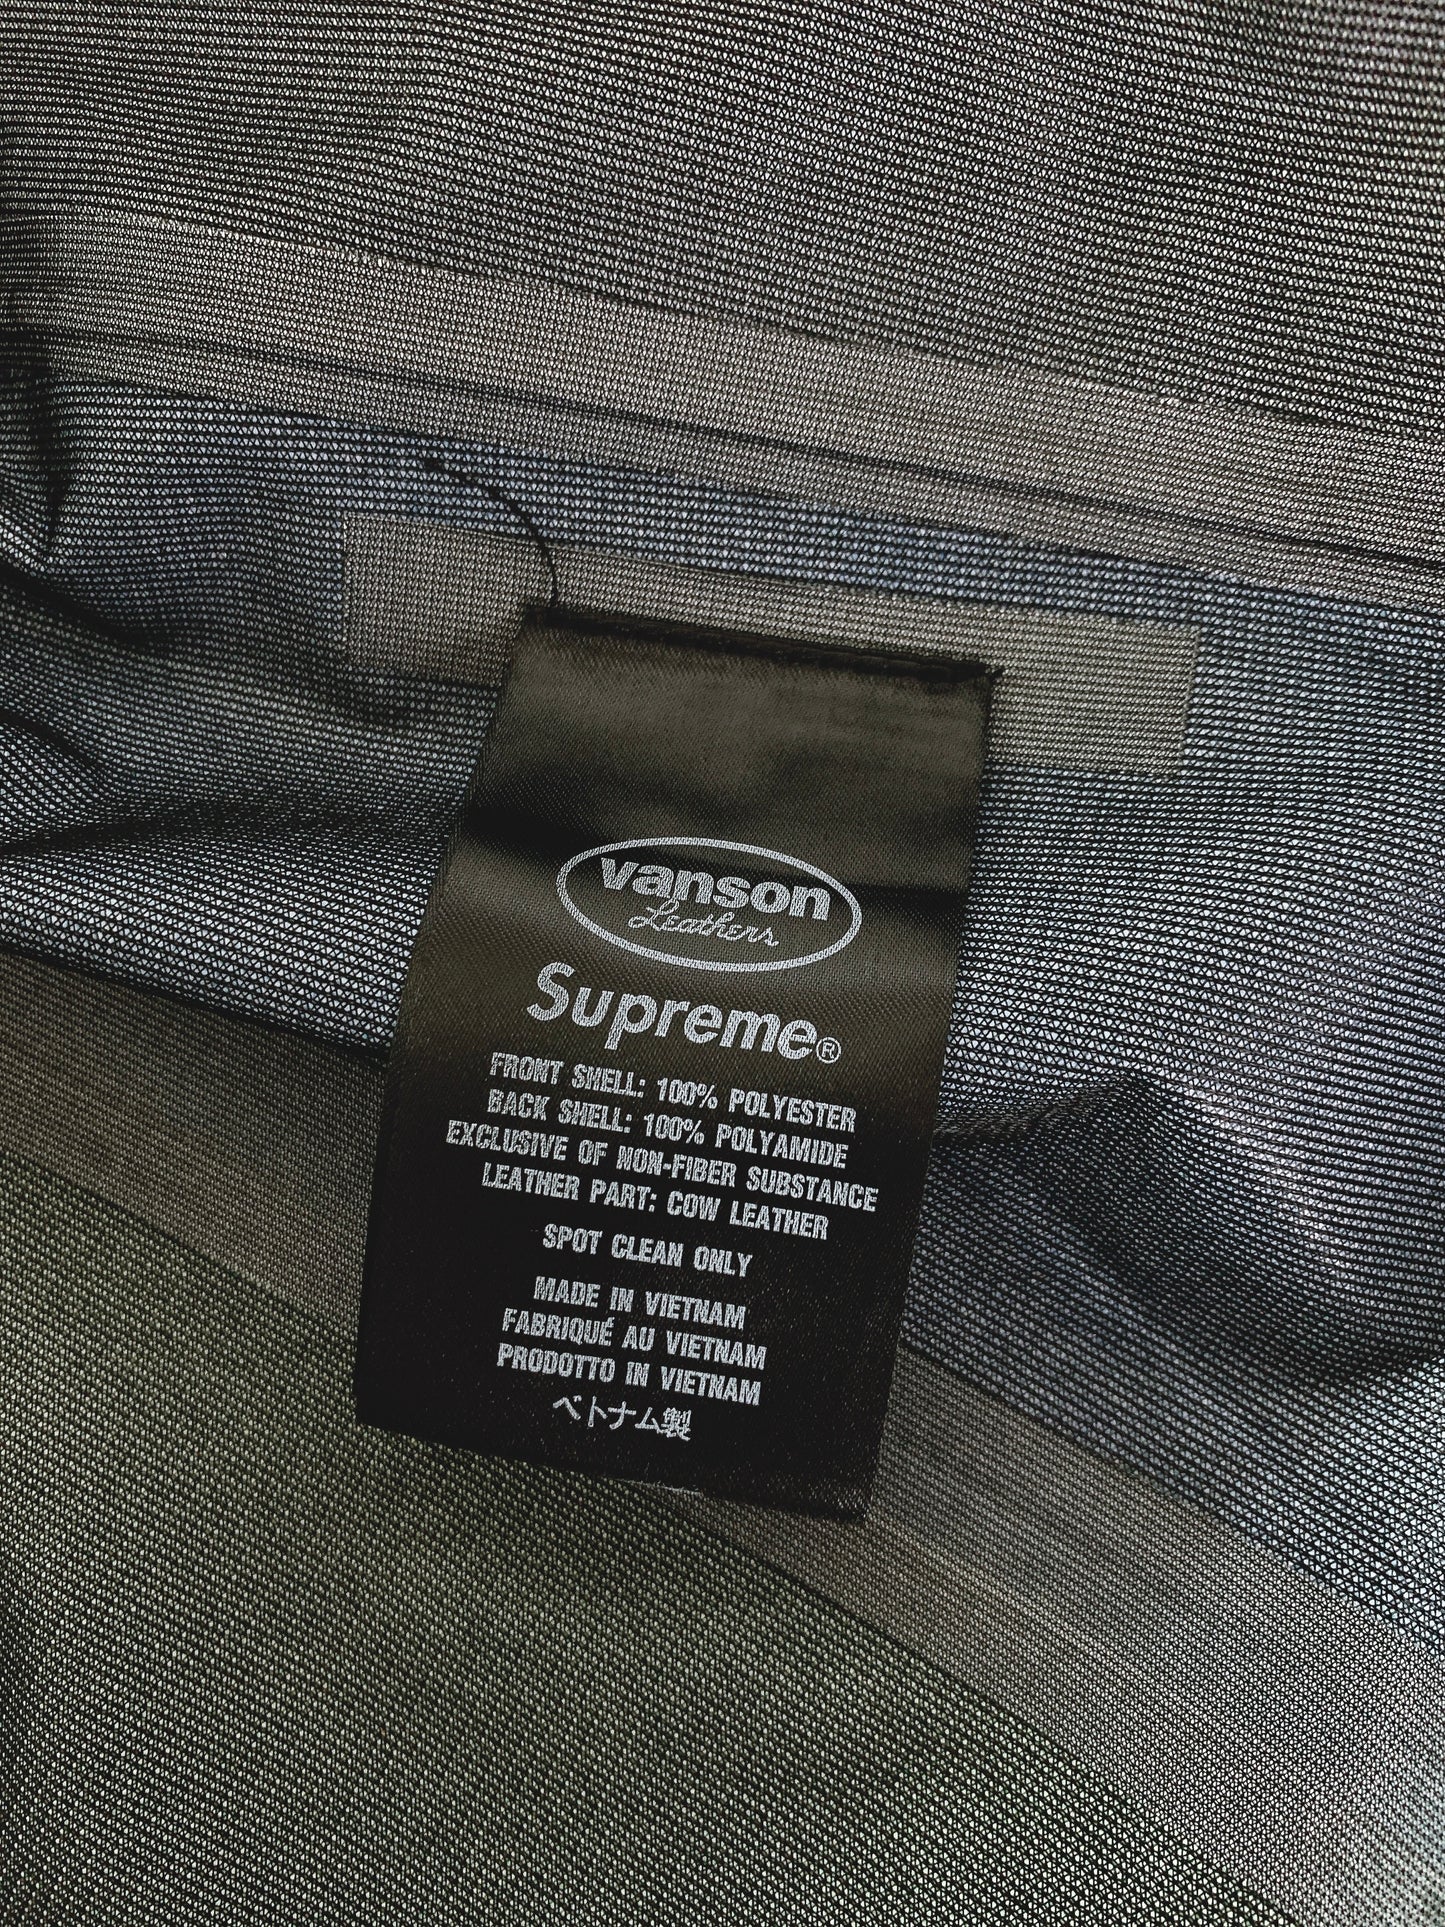 vanson
Leathers
Supreme®
FRONT SHELL: 100% POLYESTER
BACK SHELL: 100% POLYAMIDE
EXCLUSIVE OF NON-FIBER SUBSTANCE
LEATHER PART: COW LEATHER
SPOT CLEAN ONLY
MADE IN VIETNAM
FABRIQUÉ AU VIETNAM
PRODOTTO IN VIETNAM
ベトナム製